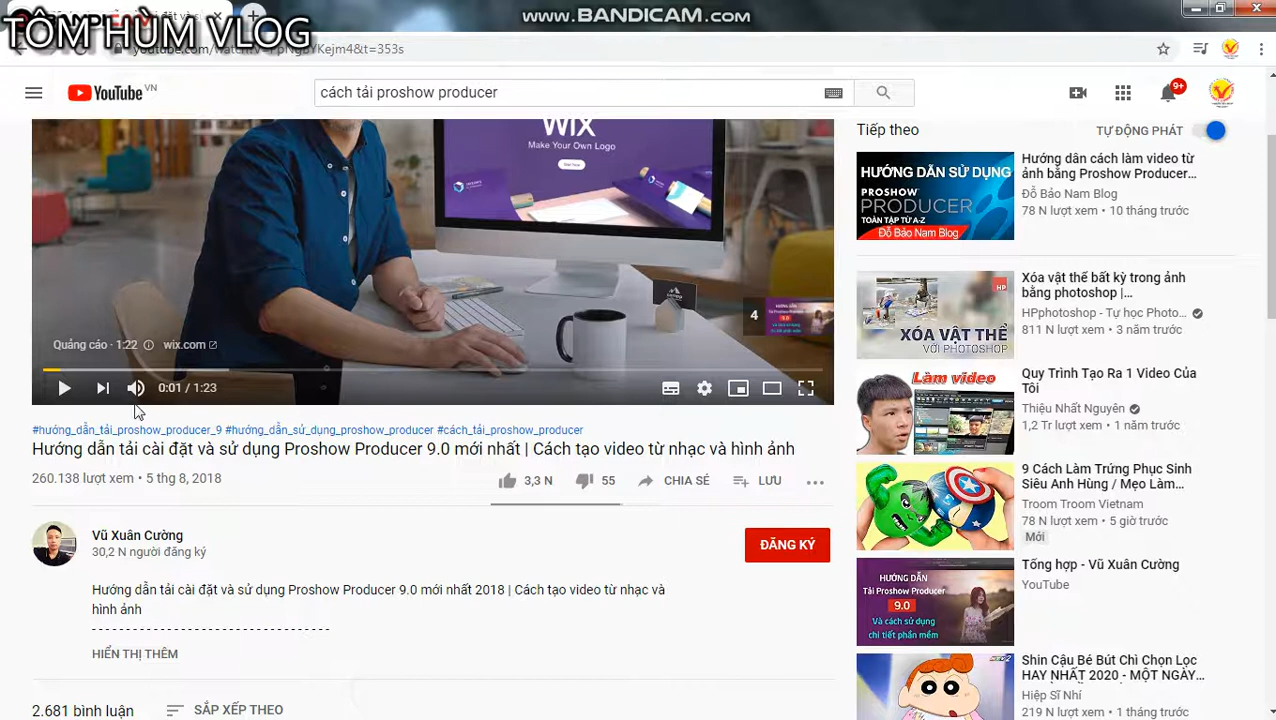 www.BANDICAM.com
TÔM HÙM VLOG
youtube.com/watch?v=
&t=353s
YouTube VN
cách tải proshow producer
9+
WIX
Make Your Own Logo
Quảng cáo · 1:22
wix.com
4
0:01 / 1:23
#hướng_dẫn_tải_proshow_producer_9 #hướng_dẫn_sử_dụng_proshow_producer #cách_tải_proshow_producer
Hướng dẫn tải cài đặt và sử dụng Proshow Producer 9.0 mới nhất | Cách tạo video từ nhạc và hình ảnh
260.138 lượt xem • 5 thg 8, 2018
3,3 N
55
CHIA SẺ
LƯU
Vũ Xuân Cường
30,2 N người đăng ký
ĐĂNG KÝ
Hướng dẫn tải cài đặt và sử dụng Proshow Producer 9.0 mới nhất 2018 | Cách tạo video từ nhạc và
hình ảnh
- - - - - - - - - - - - - - - - - - - - - - - - - - - - - - - - - -
HIỂN THỊ THÊM
2.681 bình luận
SẮP XẾP THEO
Tiếp theo
TỰ ĐỘNG PHÁT
HƯỚNG DẪN SỬ DỤNG
PROSHOW
PRODUCER
TOÀN TẬP TỪ A-Z
Đỗ Bảo Nam Blog
Hướng dân cách làm video từ
ảnh bằng Proshow Producer...
Đỗ Bảo Nam Blog
78 N lượt xem • 10 tháng trước
HP
XÓA VẬT THỂ
VỚI PHOTOSHOP
Xóa vật thể bất kỳ trong ảnh
bằng photoshop |...
HPphotoshop - Tự học Photo...
811 N lượt xem • 3 năm trước
Làm video
Quy Trình Tạo Ra 1 Video Của
Tôi
Thiệu Nhất Nguyên
1,2 Tr lượt xem • 1 năm trước
9 Cách Làm Trứng Phục Sinh
Siêu Anh Hùng / Mẹo Làm...
Troom Troom Vietnam
78 N lượt xem • 5 giờ trước
Mới
HƯỚNG DẪN
Tải Proshow Producer
9.0
Và cách sử dụng
chi tiết phần mềm
Tổng hợp - Vũ Xuân Cường
YouTube
Shin Cậu Bé Bút Chì Chọn Lọc
HAY NHẤT 2020 - MỘT NGÀY...
Hiệp Sĩ Nhí
219 N lượt xem • 1 tháng trước